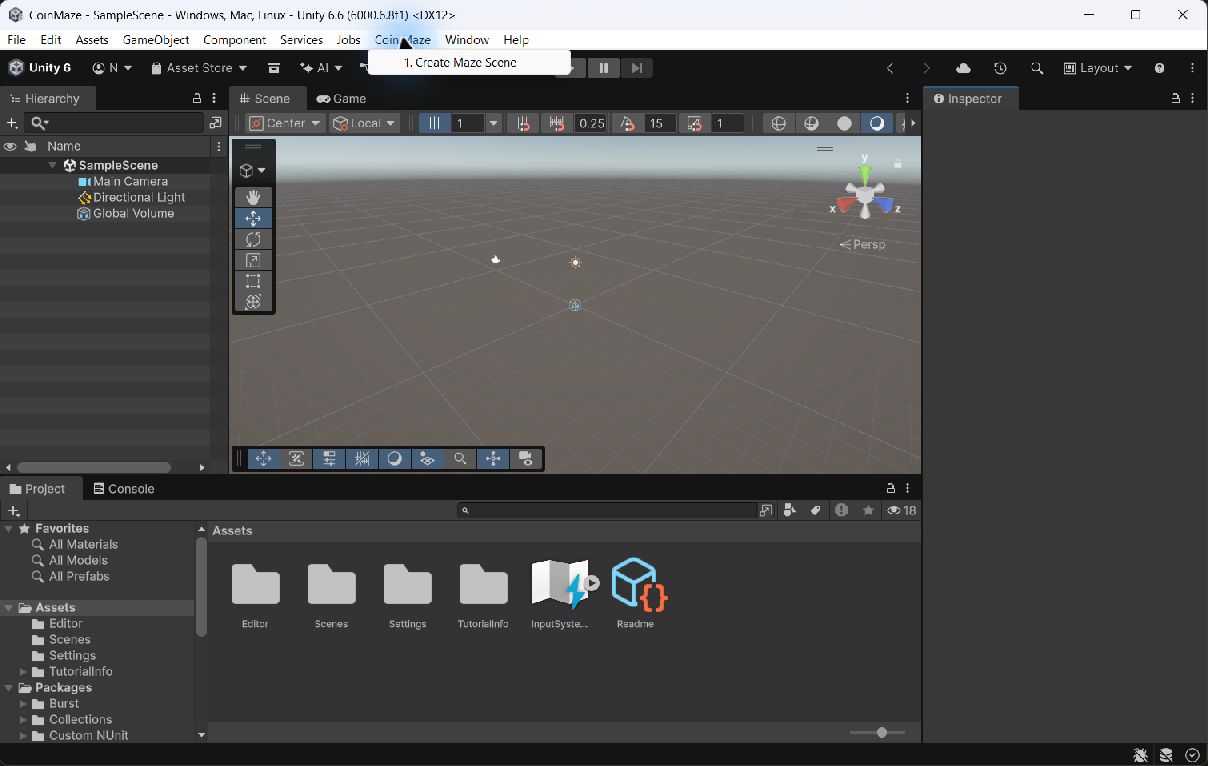 CoinMaze - SampleScene - Windows, Mac, Linux - Unity 6.6 (6000.6.8f1) <DX12>
File Edit Assets GameObject Component Services Jobs CoinMaze Window Help
1. Create Maze Scene
Unity 6 N Asset Store AI Layout
Hierarchy
Scene Game
Inspector
Center Local 1 0.25 15 1
Name
SampleScene
Main Camera
Directional Light
Global Volume
y
x z
Persp
Project Console
18
Favorites
All Materials
All Models
All Prefabs
Assets
Editor
Scenes
Settings
TutorialInfo
Packages
Burst
Collections
Custom NUnit
Assets
Editor Scenes Settings TutorialInfo InputSyste... Readme